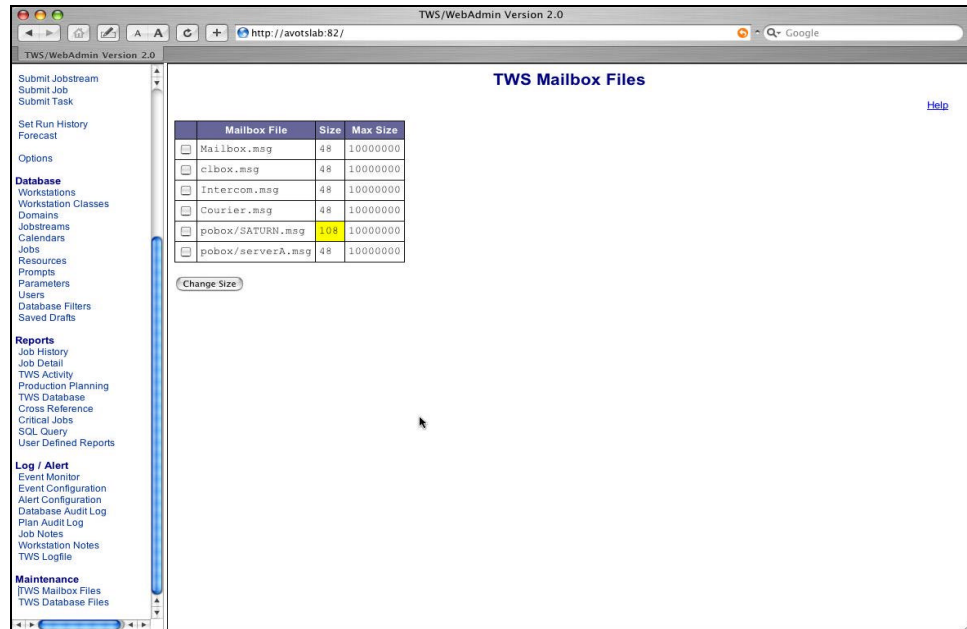 TWS/WebAdmin Version 2.0
A A C + http://avotslab:82/ Q Google
TWS/WebAdmin Version 2.0
Submit Jobstream
Submit Job
Submit Task
Set Run History
Forecast
Options
Database
Workstations
Workstation Classes
Domains
Jobstreams
Calendars
Jobs
Resources
Prompts
Parameters
Users
Database Filters
Saved Drafts
Reports
Job History
Job Detail
TWS Activity
Production Planning
TWS Database
Cross Reference
Critical Jobs
SQL Query
User Defined Reports
Log / Alert
Event Monitor
Event Configuration
Alert Configuration
Database Audit Log
Plan Audit Log
Job Notes
Workstation Notes
TWS Logfile
Maintenance
TWS Mailbox Files
TWS Database Files
TWS Mailbox Files
Help
Mailbox File Size Max Size
Mailbox.msg 48 10000000
clbox.msg 48 10000000
Intercom.msg 48 10000000
Courier.msg 48 10000000
pobox/SATURN.msg 108 10000000
pobox/serverA.msg 48 10000000
Change Size